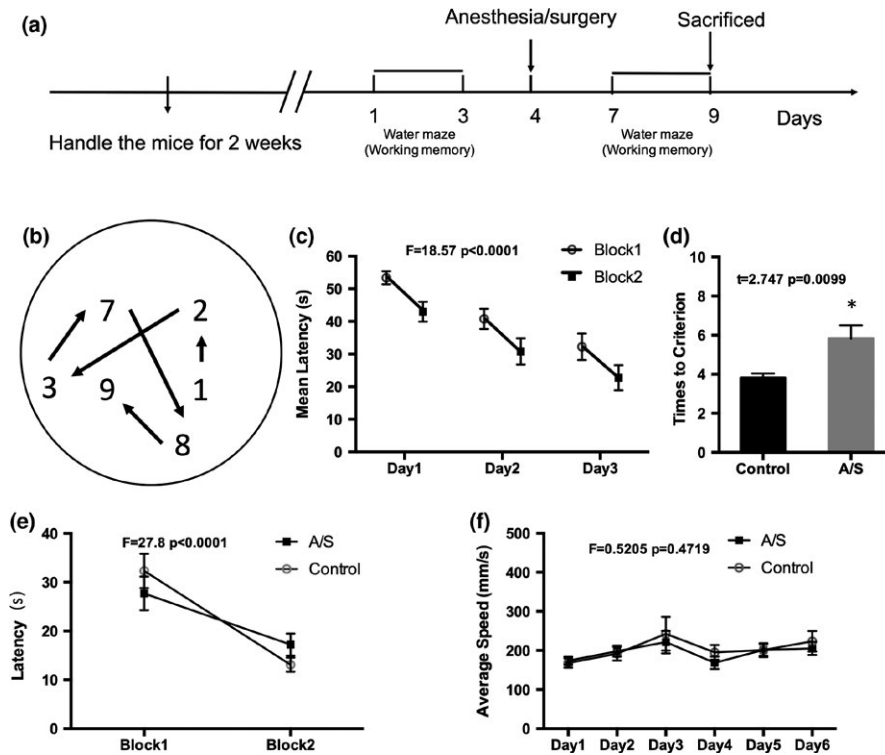 (a)
Anesthesia/surgery
Sacrificed
1 3 4 7 9 Days
Handle the mice for 2 weeks
Water maze
(Working memory)
Water maze
(Working memory)
(b)
7 2
3 9 1
8
(c)
F=18.57 p<0.0001
Block1
Block2
Mean Latency (s)
60
50
40
30
20
10
0
Day1 Day2 Day3
(d)
t=2.747 p=0.0099
*
Times to Criterion
10
8
6
4
2
0
Control A/S
(e)
F=27.8 p<0.0001
A/S
Control
Latency (s)
40
30
20
10
0
Block1 Block2
(f)
F=0.5205 p=0.4719
A/S
Control
Average Speed (mm/s)
500
400
300
200
100
0
Day1 Day2 Day3 Day4 Day5 Day6